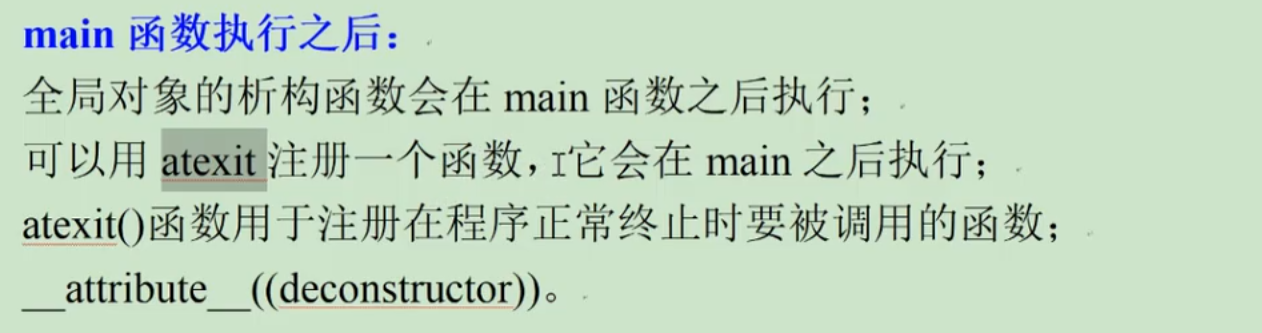 main 函数执行之后：
全局对象的析构函数会在 main 函数之后执行；
可以用 atexit 注册一个函数，它会在 main 之后执行；
atexit()函数用于注册在程序正常终止时要被调用的函数；
__attribute__((deconstructor))。